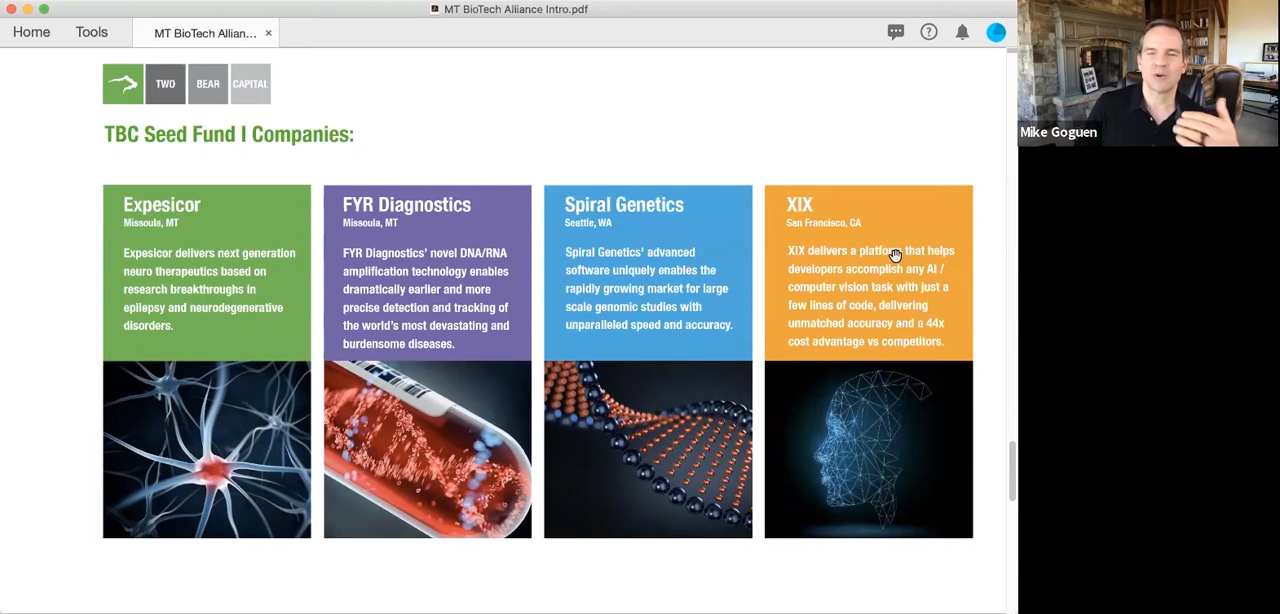 MT BioTech Alliance Intro.pdf
Home
Tools
MT BioTech Allian...
×
?
TWO
BEAR
CAPITAL
TBC Seed Fund I Companies:
Expesicor
Missoula, MT
Expesicor delivers next generation
neuro therapeutics based on
research breakthroughs in
epilepsy and neurodegenerative
disorders.
FYR Diagnostics
Missoula, MT
FYR Diagnostics' novel DNA/RNA
amplification technology enables
dramatically earlier and more
precise detection and tracking of
the world's most devastating and
burdensome diseases.
Spiral Genetics
Seattle, WA
Spiral Genetics' advanced
software uniquely enables the
rapidly growing market for large
scale genomic studies with
unparalleled speed and accuracy.
XIX
San Francisco, CA
XIX delivers a platform that helps
developers accomplish any AI /
computer vision task with just a
few lines of code, delivering
unmatched accuracy and a 44x
cost advantage vs competitors.
Mike Goguen